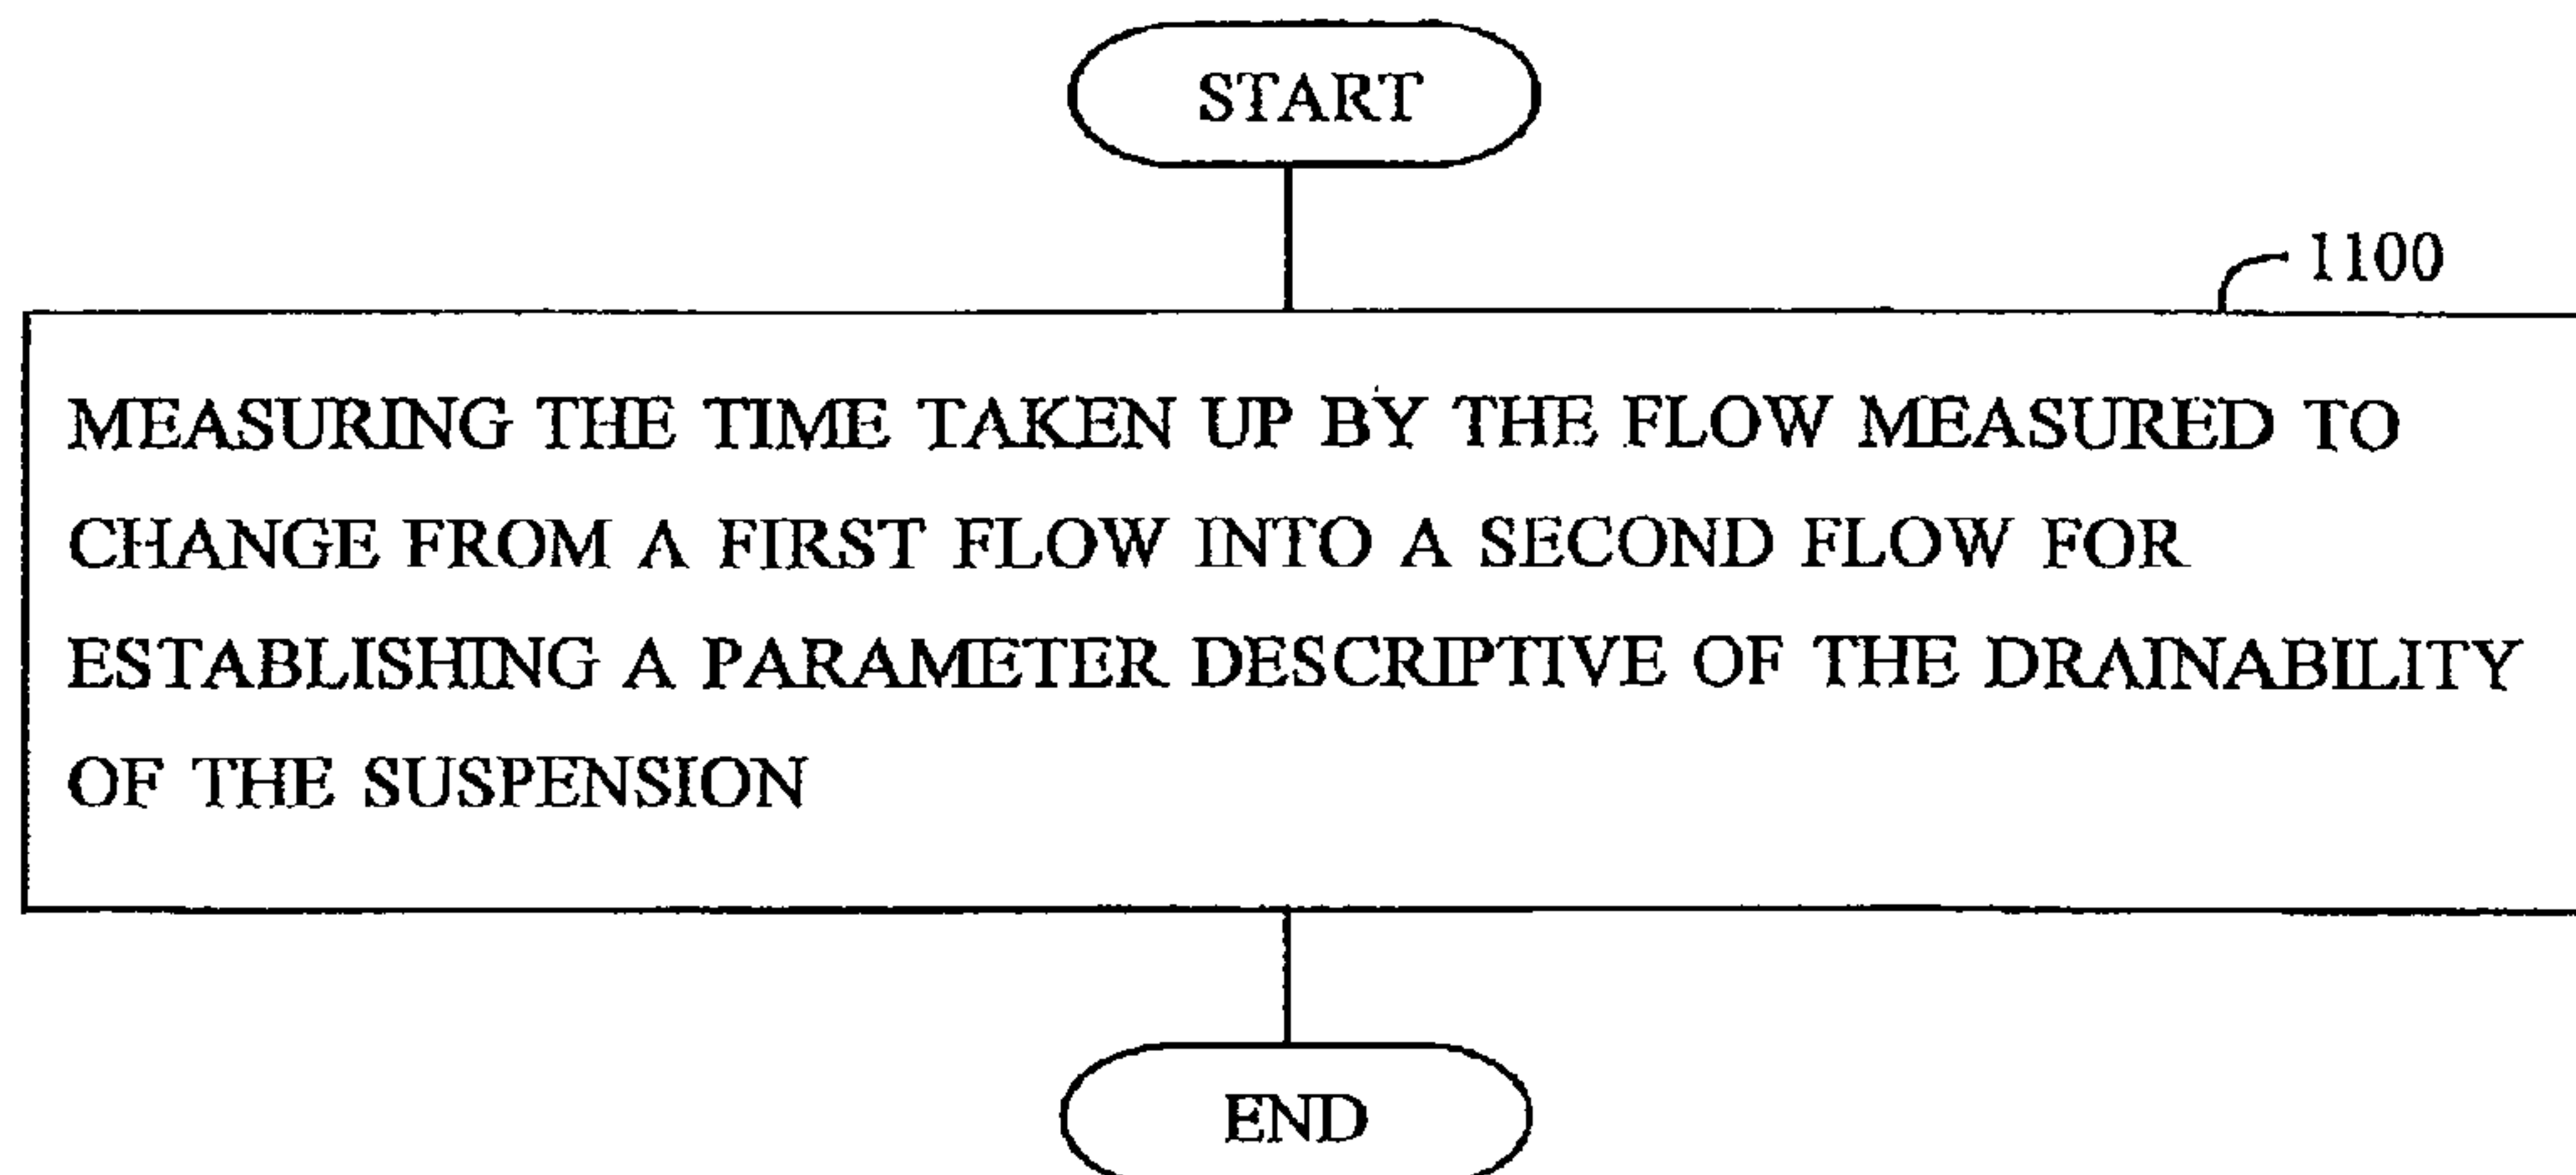 START
1100
MEASURING THE TIME TAKEN UP BY THE FLOW MEASURED TO
CHANGE FROM A FIRST FLOW INTO A SECOND FLOW FOR
ESTABLISHING A PARAMETER DESCRIPTIVE OF THE DRAINABILITY
OF THE SUSPENSION
END